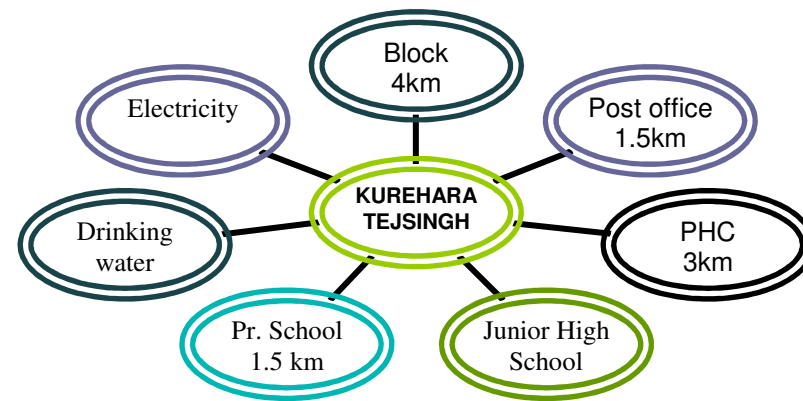 Block
4km
Electricity
Post office
1.5km
KUREHARA
TEJSINGH
Drinking
water
PHC
3km
Pr. School
1.5 km
Junior High
School